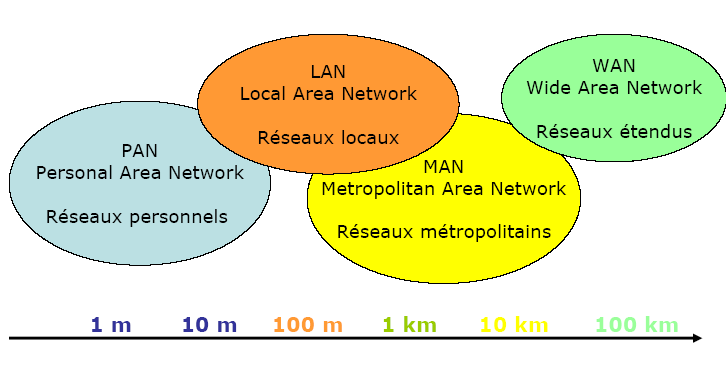 PAN
Personal Area Network
Réseaux personnels
LAN
Local Area Network
Réseaux locaux
MAN
Metropolitan Area Network
Réseaux métropolitains
WAN
Wide Area Network
Réseaux étendus
1 m 10 m 100 m 1 km 10 km 100 km